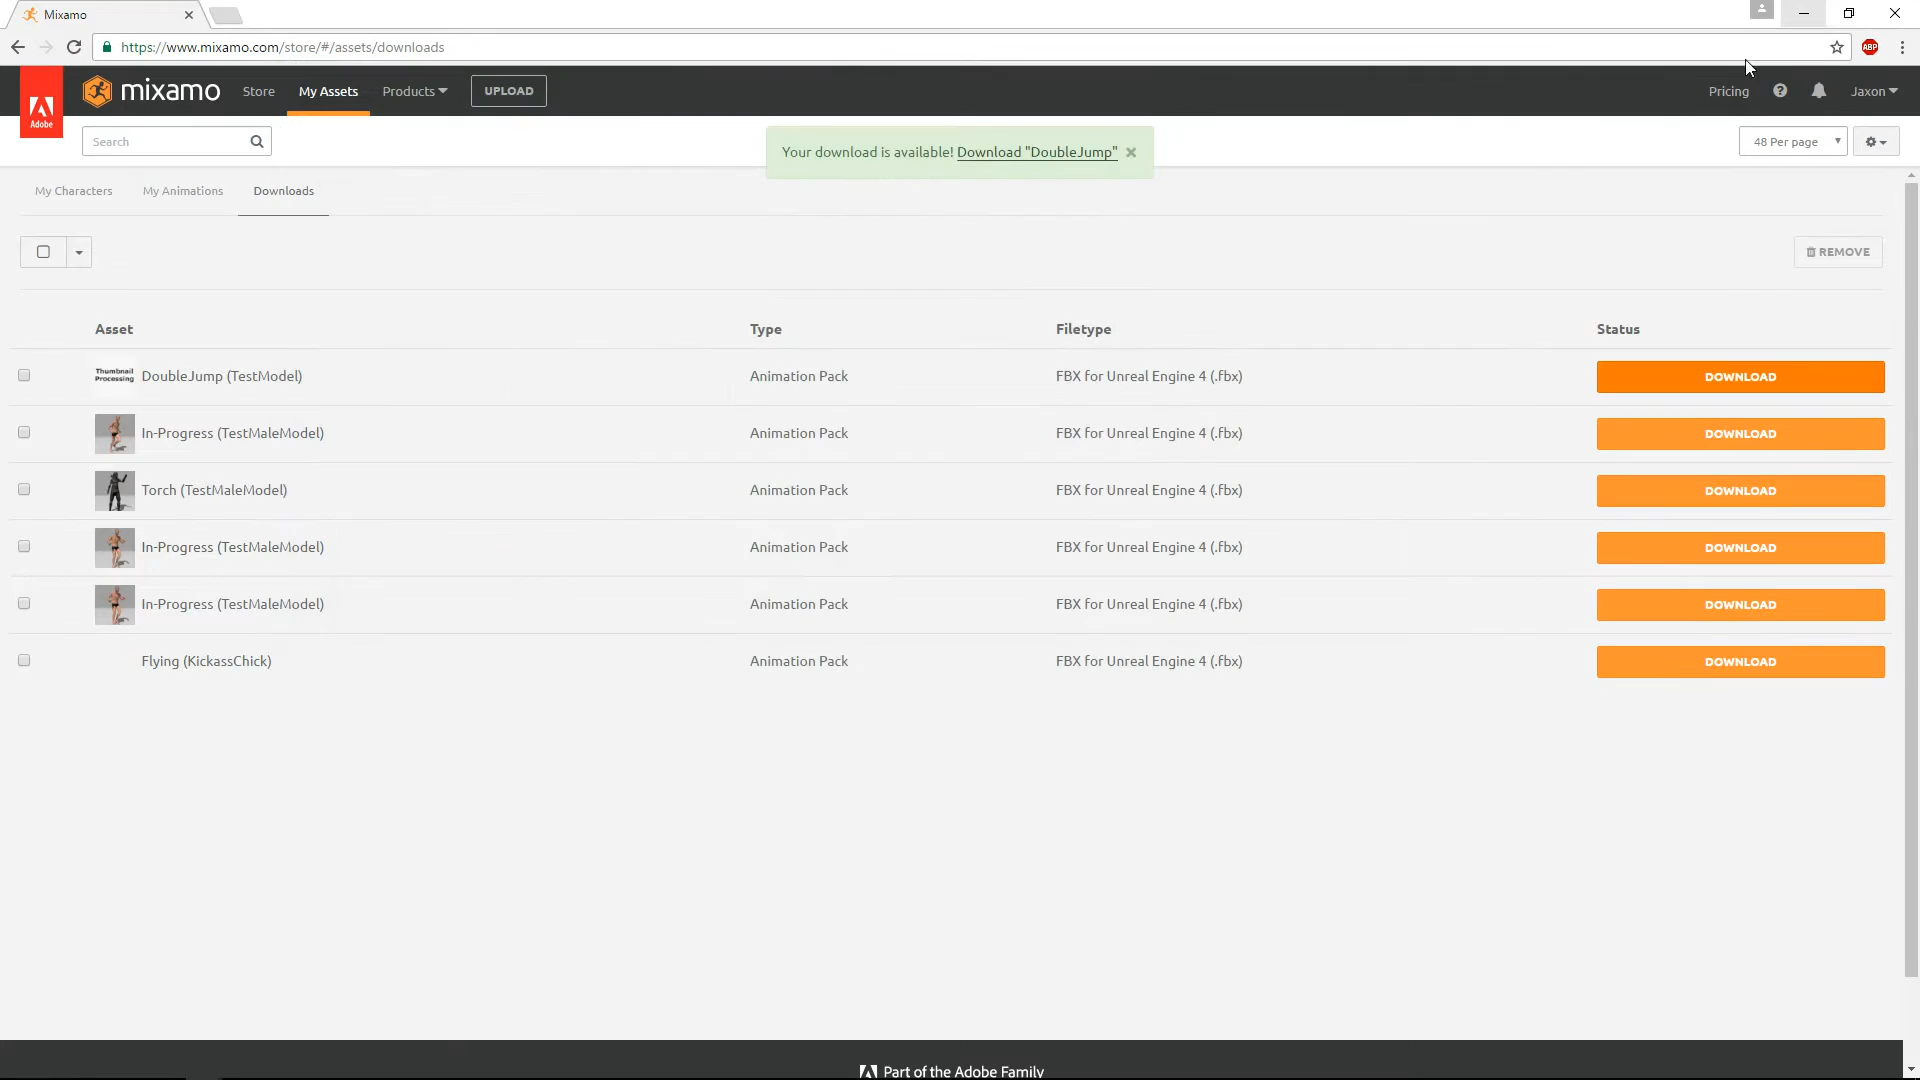 Mixamo
https://www.mixamo.com/store/#/assets/downloads
ABP
Adobe
mixamo
Store
My Assets
Products
UPLOAD
Pricing
?
Jaxon
Search
Your download is available! Download "DoubleJump" ×
48 Per page
My Characters
My Animations
Downloads
REMOVE
Asset Type Filetype Status
Thumbnail
Processing
DoubleJump (TestModel) Animation Pack FBX for Unreal Engine 4 (.fbx) DOWNLOAD
In-Progress (TestMaleModel) Animation Pack FBX for Unreal Engine 4 (.fbx) DOWNLOAD
Torch (TestMaleModel) Animation Pack FBX for Unreal Engine 4 (.fbx) DOWNLOAD
In-Progress (TestMaleModel) Animation Pack FBX for Unreal Engine 4 (.fbx) DOWNLOAD
In-Progress (TestMaleModel) Animation Pack FBX for Unreal Engine 4 (.fbx) DOWNLOAD
Flying (KickassChick) Animation Pack FBX for Unreal Engine 4 (.fbx) DOWNLOAD
Part of the Adobe Family